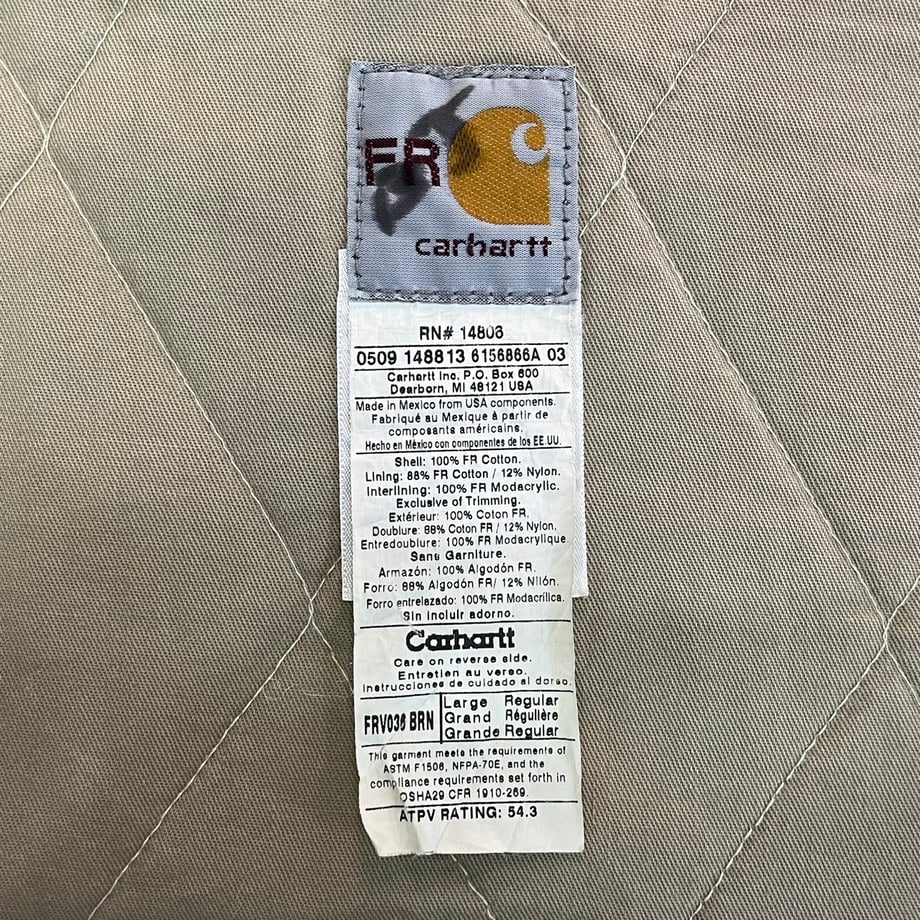 FR
carhartt
RN# 14806
0509 148813 6156866A 03
Carhartt Inc. P.O. Box 600
Dearborn, MI 48121 USA
Made in Mexico from USA components.
Fabriqué au Mexique à partir de
composants américains.
Hecho en México con componentes de los EE.UU.
Shell: 100% FR Cotton.
Lining: 88% FR Cotton / 12% Nylon.
Interlining: 100% FR Modacrylic.
Exclusive of Trimming.
Extérieur: 100% Coton FR.
Doublure: 88% Coton FR / 12% Nylon.
Entredoublure: 100% FR Modacrylique
Sans Garniture.
Armazón: 100% Algodón FR.
Forro: 88% Algodón FR/ 12% Nilón.
Forro entrelazado: 100% FR Modacrílica.
Sin incluir adorno.
Carhartt
Care on reverse side.
Entretien au verso.
Instrucciones de cuidado al dorso.
FRV036 BRN
Large Regular
Grand Régulière
Grande Regular
This garment meets the requirements of
ASTM F1506, NFPA-70E, and the
compliance requirements set forth in
OSHA29 CFR 1910-269.
ATPV RATING: 54.3